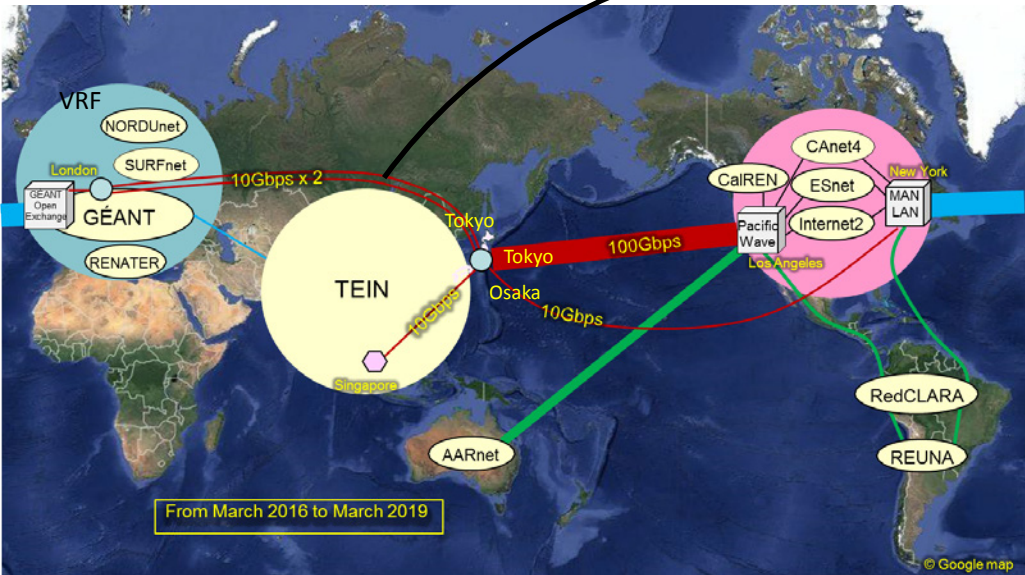 VRF
NORDUnet
SURFnet
London
10Gbps x 2
GÉANT
Open
Exchange
GÉANT
RENATER
TEIN
Tokyo
Tokyo
Osaka
10Gbps
Singapore
100Gbps
10Gbps
CAnet4
CalREN
ESnet
New York
MAN
LAN
Pacific
Wave
Internet2
Los Angeles
AARnet
RedCLARA
REUNA
From March 2016 to March 2019
© Google map